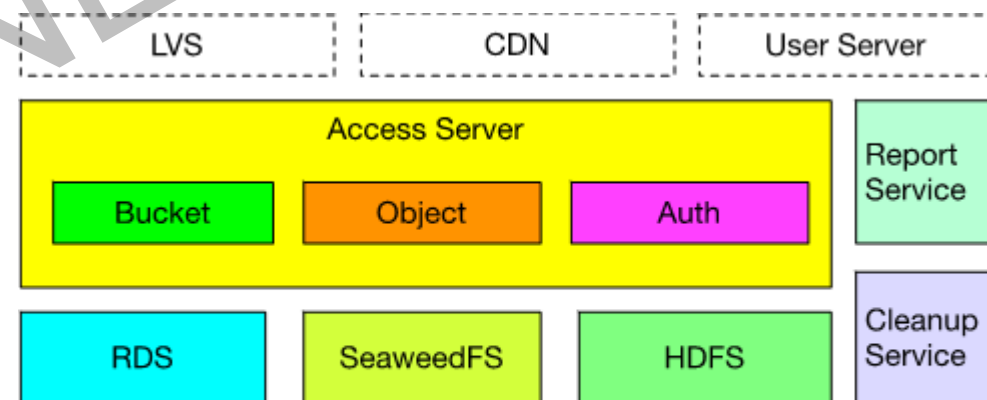 LVS
CDN
User Server
Access Server
Report
Service
Bucket
Object
Auth
Cleanup
Service
RDS
SeaweedFS
HDFS